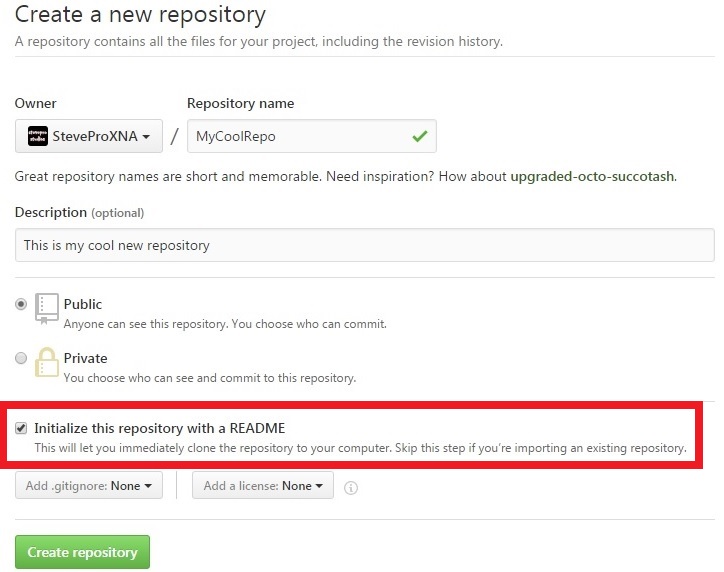 Create a new repository
A repository contains all the files for your project, including the revision history.
Owner Repository name
SteveProXNA / MyCoolRepo
Great repository names are short and memorable. Need inspiration? How about upgraded-octo-succotash.
Description (optional)
This is my cool new repository
Public
Anyone can see this repository. You choose who can commit.
Private
You choose who can see and commit to this repository.
Initialize this repository with a README
This will let you immediately clone the repository to your computer. Skip this step if you're importing an existing repository.
Add .gitignore: None Add a license: None
Create repository